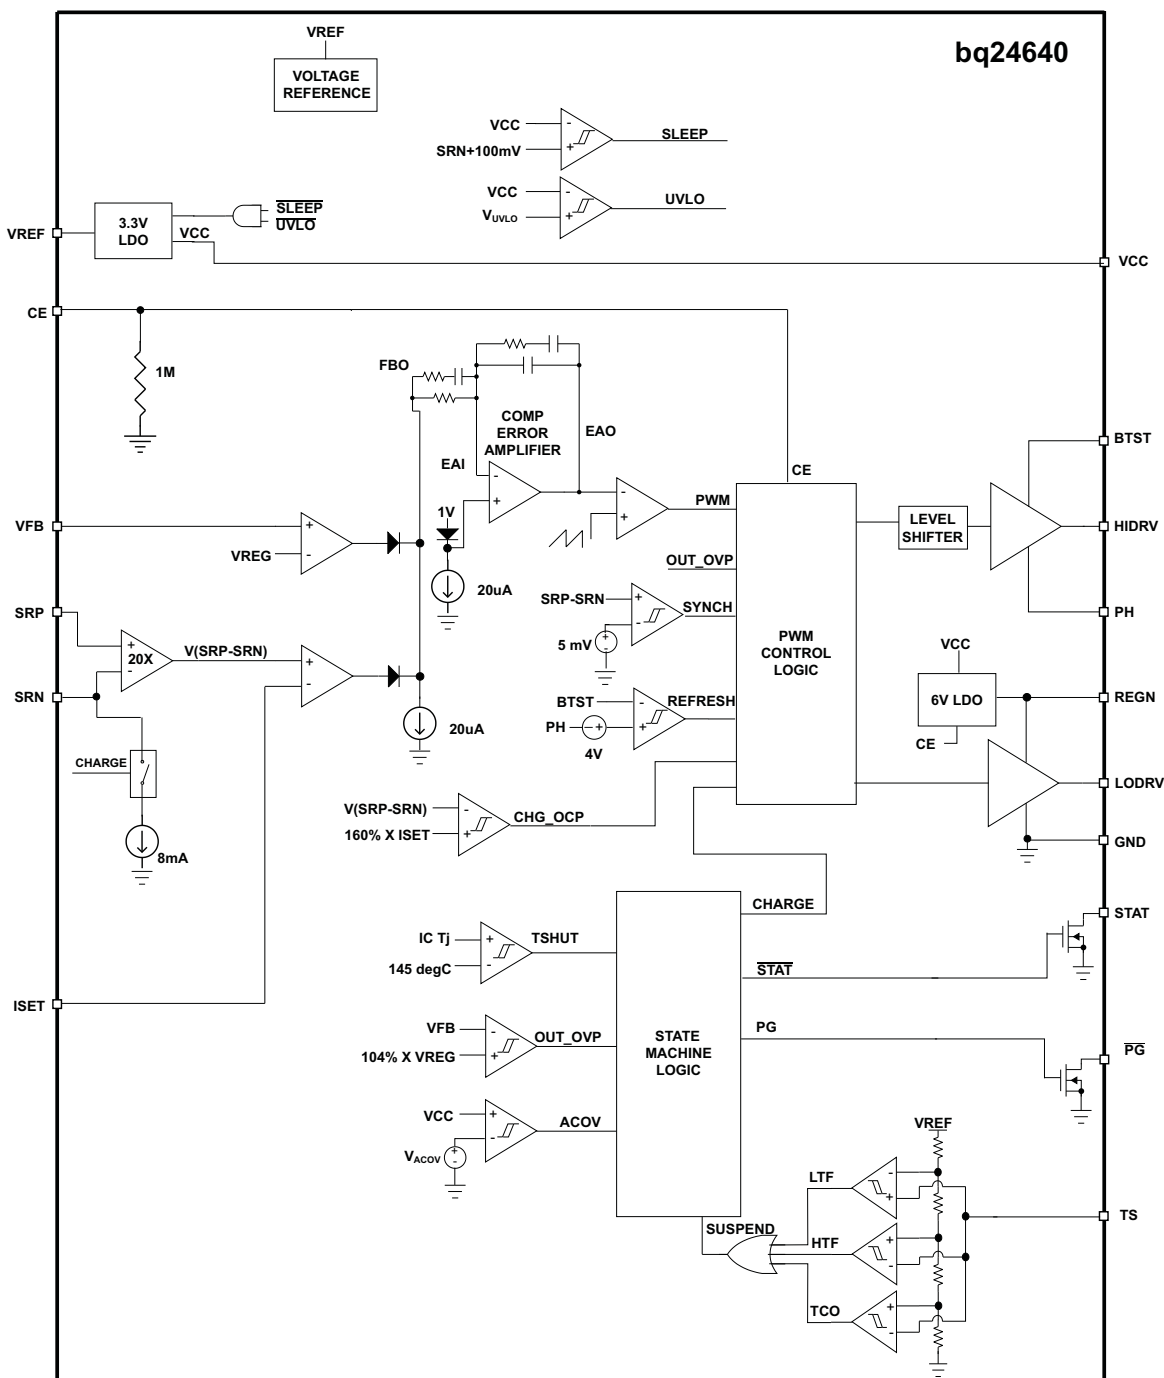 bq24640
VREF
VOLTAGE
REFERENCE
VCC
SRN+100mV
SLEEP
VCC
VUVLO
UVLO
VREF
3.3V
LDO
VCC
SLEEP
UVLO
VCC
CE
1M
FBO
COMP
ERROR
AMPLIFIER
EAO
EAI
1V
20uA
PWM
CE
BTST
LEVEL
SHIFTER
HIDRV
PH
VFB
VREG
OUT_OVP
SRP-SRN
SYNCH
5 mV
PWM
CONTROL
LOGIC
SRP
20X
V(SRP-SRN)
SRN
20uA
BTST
REFRESH
PH
4V
VCC
6V LDO
REGN
CE
LODRV
GND
CHARGE
8mA
V(SRP-SRN)
160% X ISET
CHG_OCP
CHARGE
STAT
IC Tj
TSHUT
145 degC
STAT
ISET
VFB
OUT_OVP
104% X VREG
STATE
MACHINE
LOGIC
PG
PG
VCC
ACOV
VACOV
VREF
LTF
SUSPEND
HTF
TCO
TS